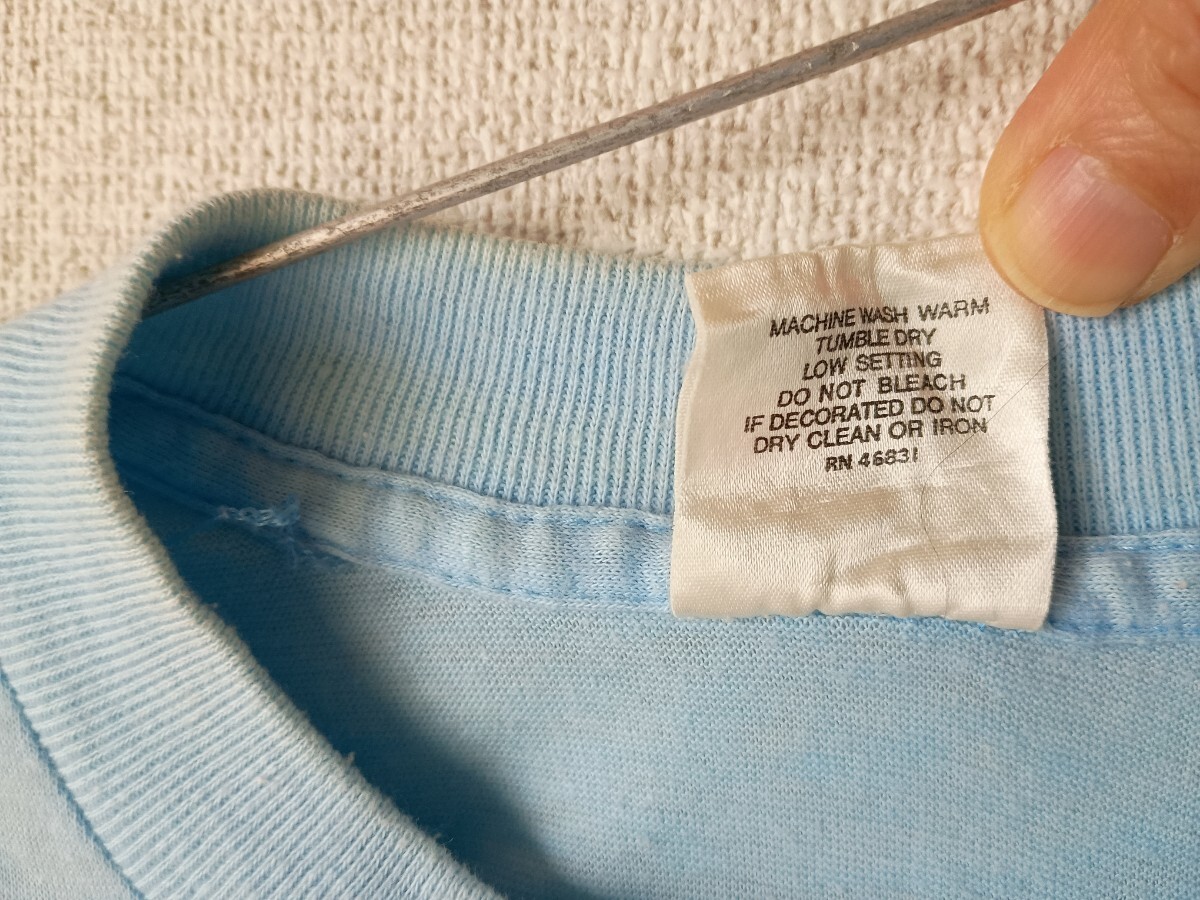 MACHINE WASH WARM
TUMBLE DRY
LOW SETTING
DO NOT BLEACH
IF DECORATED DO NOT
DRY CLEAN OR IRON
RN 46831